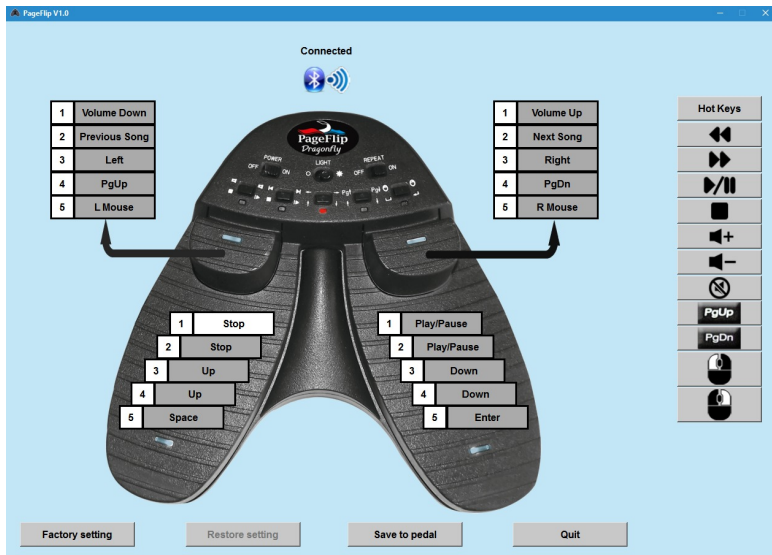 PageFlip V1.0
Connected
1 Volume Down
2 Previous Song
3 Left
4 PgUp
5 L Mouse
1 Volume Up
2 Next Song
3 Right
4 PgDn
5 R Mouse
Hot Keys
PgUp
PgDn
PageFlip
Dragonfly
POWER
OFF ON
LIGHT
REPEAT
OFF ON
1 Stop
2 Stop
3 Up
4 Up
5 Space
1 Play/Pause
2 Play/Pause
3 Down
4 Down
5 Enter
Factory setting
Restore setting
Save to pedal
Quit